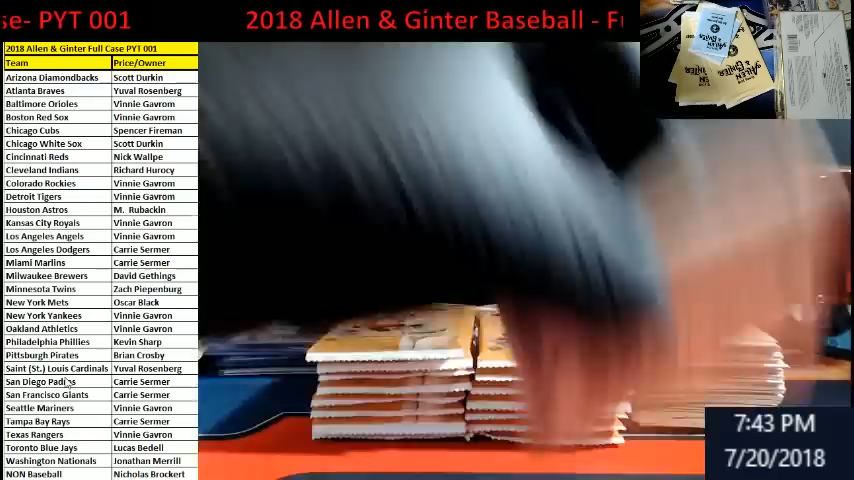 se- PYT 001 2018 Allen & Ginter Baseball - Fu
2018 Allen & Ginter Full Case PYT 001
Team Price/Owner
Arizona Diamondbacks Scott Durkin
Atlanta Braves Yuval Rosenberg
Baltimore Orioles Vinnie Gavrom
Boston Red Sox Vinnie Gavrom
Chicago Cubs Spencer Fireman
Chicago White Sox Scott Durkin
Cincinnati Reds Nick Wallpe
Cleveland Indians Richard Hurocy
Colorado Rockies Vinnie Gavrom
Detroit Tigers Vinnie Gavrom
Houston Astros M. Rubackin
Kansas City Royals Vinnie Gavron
Los Angeles Angels Vinnie Gavrom
Los Angeles Dodgers Carrie Sermer
Miami Marlins Carrie Sermer
Milwaukee Brewers David Gethings
Minnesota Twins Zach Piepenburg
New York Mets Oscar Black
New York Yankees Vinnie Gavron
Oakland Athletics Vinnie Gavron
Philadelphia Phillies Kevin Sharp
Pittsburgh Pirates Brian Crosby
Saint (St.) Louis Cardinals Yuval Rosenberg
San Diego Padres Carrie Sermer
San Francisco Giants Carrie Sermer
Seattle Mariners Vinnie Gavron
Tampa Bay Rays Carrie Sermer
Texas Rangers Vinnie Gavron
Toronto Blue Jays Lucas Bedell
Washington Nationals Jonathan Merrill
NON Baseball Nicholas Brockert
ALLEN & GINTER
7:43 PM
7/20/2018